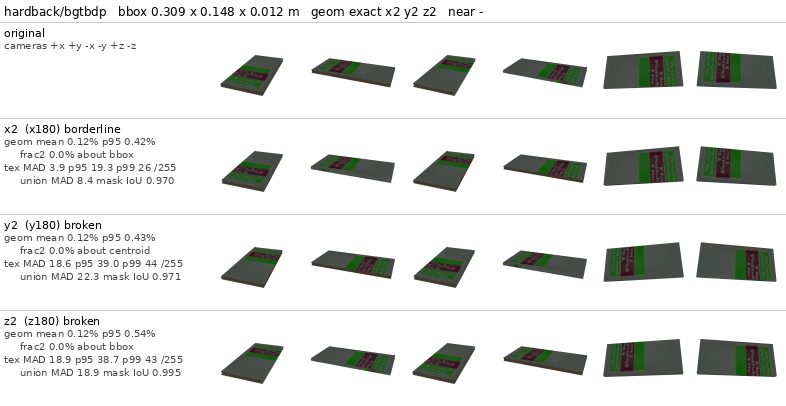 hardback/bgtbdp bbox 0.309 x 0.148 x 0.012 m geom exact x2 y2 z2 near -
original
cameras +x +y -x -y +z -z
x2 (x180) borderline
geom mean 0.12% p95 0.42%
frac2 0.0% about bbox
tex MAD 3.9 p95 19.3 p99 26 /255
union MAD 8.4 mask IoU 0.970
y2 (y180) broken
geom mean 0.12% p95 0.43%
frac2 0.0% about centroid
tex MAD 18.6 p95 39.0 p99 44 /255
union MAD 22.3 mask IoU 0.971
z2 (z180) broken
geom mean 0.12% p95 0.54%
frac2 0.0% about bbox
tex MAD 18.9 p95 38.7 p99 43 /255
union MAD 18.9 mask IoU 0.995